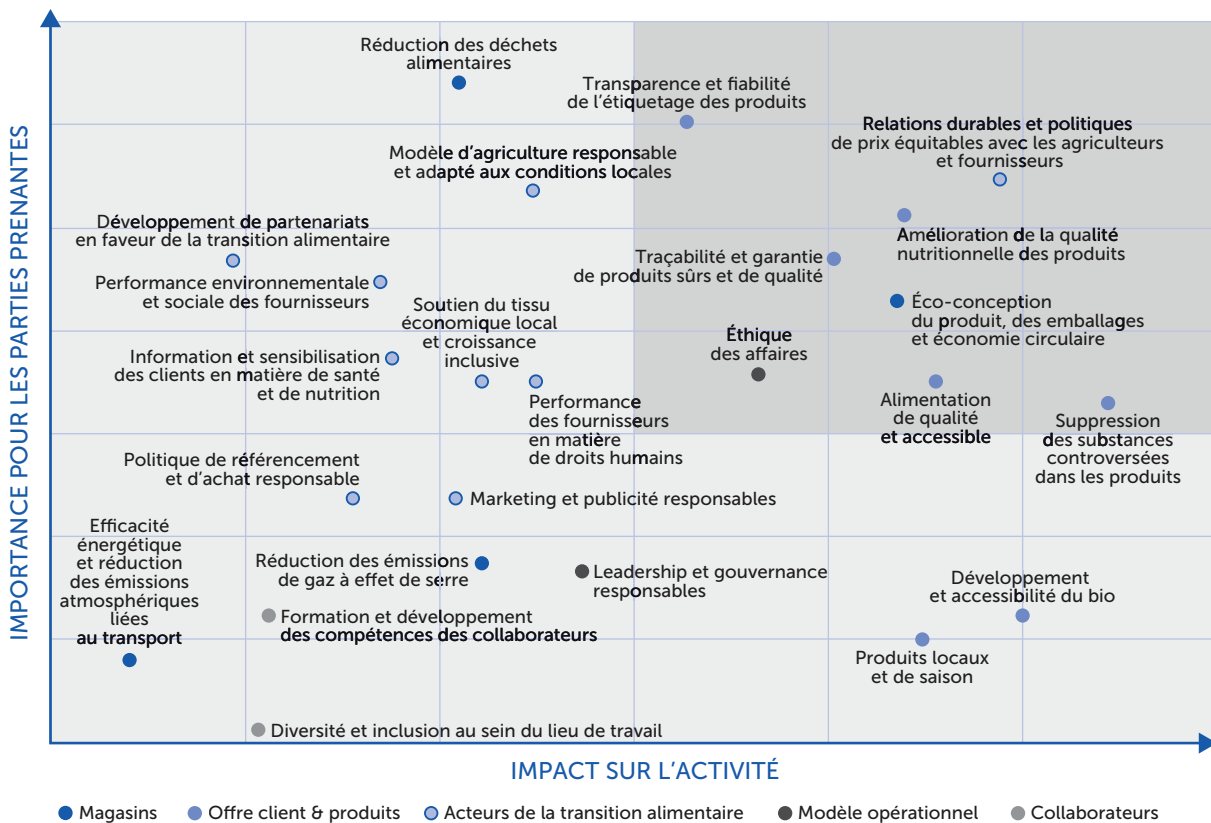 IMPORTANCE POUR LES PARTIES PRENANTES
Réduction des déchets
alimentaires
Transparence et fiabilité
de l'étiquetage des produits
Relations durables et politiques
de prix équitables avec les agriculteurs
et fournisseurs
Modèle d'agriculture responsable
et adapté aux conditions locales
Développement de partenariats
en faveur de la transition alimentaire
Amélioration de la qualité
nutritionnelle des produits
Traçabilité et garantie
de produits sûrs et de qualité
Performance environnementale
et sociale des fournisseurs
Soutien du tissu
économique local
et croissance
inclusive
Éco-conception
du produit, des emballages
et économie circulaire
Éthique
des affaires
Information et sensibilisation
des clients en matière de santé
et de nutrition
Performance
des fournisseurs
en matière
de droits humains
Alimentation
de qualité
et accessible
Suppression
des substances
controversées
dans les produits
Politique de référencement
et d'achat responsable
Marketing et publicité responsables
Efficacité
énergétique
et réduction
des émissions
atmosphériques
liées
au transport
Réduction des émissions
de gaz à effet de serre
Leadership et gouvernance
responsables
Développement
et accessibilité du bio
Formation et développement
des compétences des collaborateurs
Produits locaux
et de saison
Diversité et inclusion au sein du lieu de travail
IMPACT SUR L'ACTIVITÉ
Magasins
Offre client & produits
Acteurs de la transition alimentaire
Modèle opérationnel
Collaborateurs